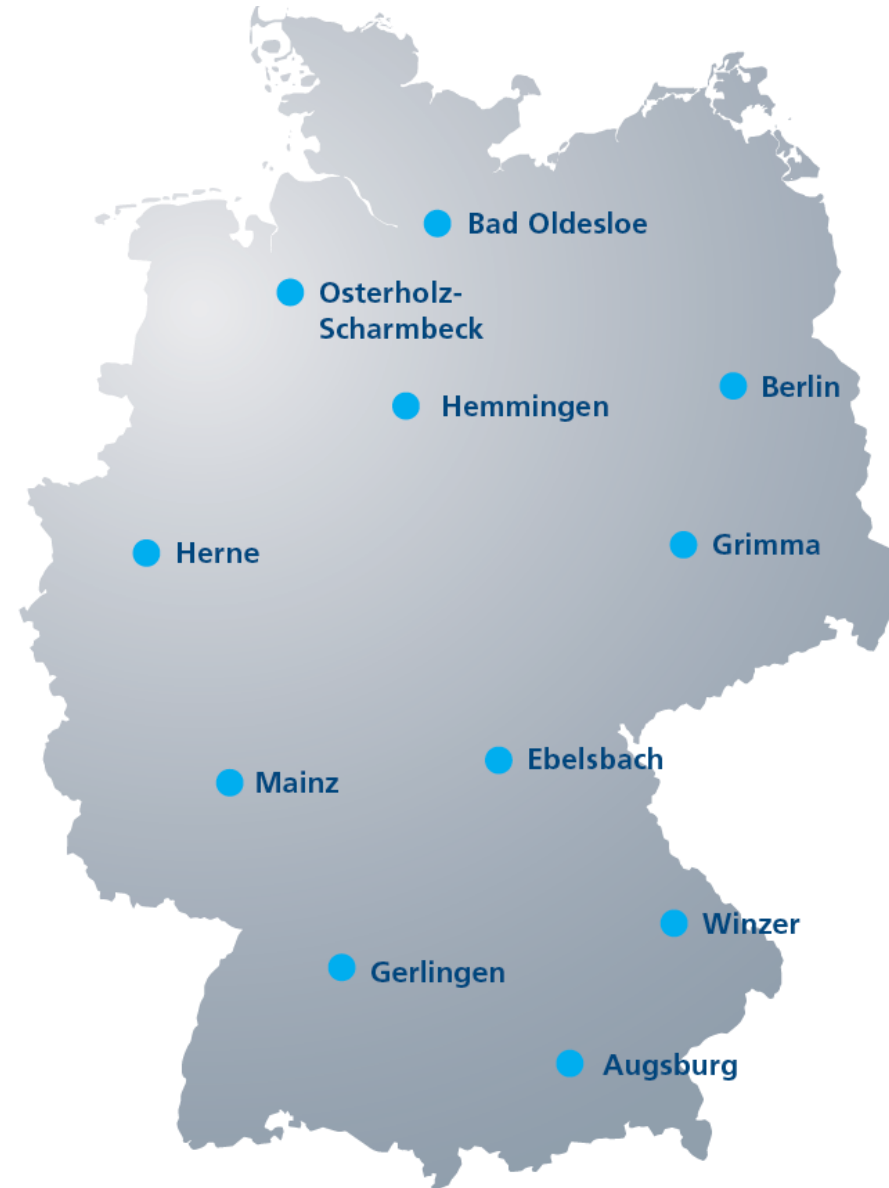 Bad Oldesloe
Osterholz-
Scharmbeck
Berlin
Hemmingen
Grimma
Herne
Ebelsbach
Mainz
Winzer
Gerlingen
Augsburg